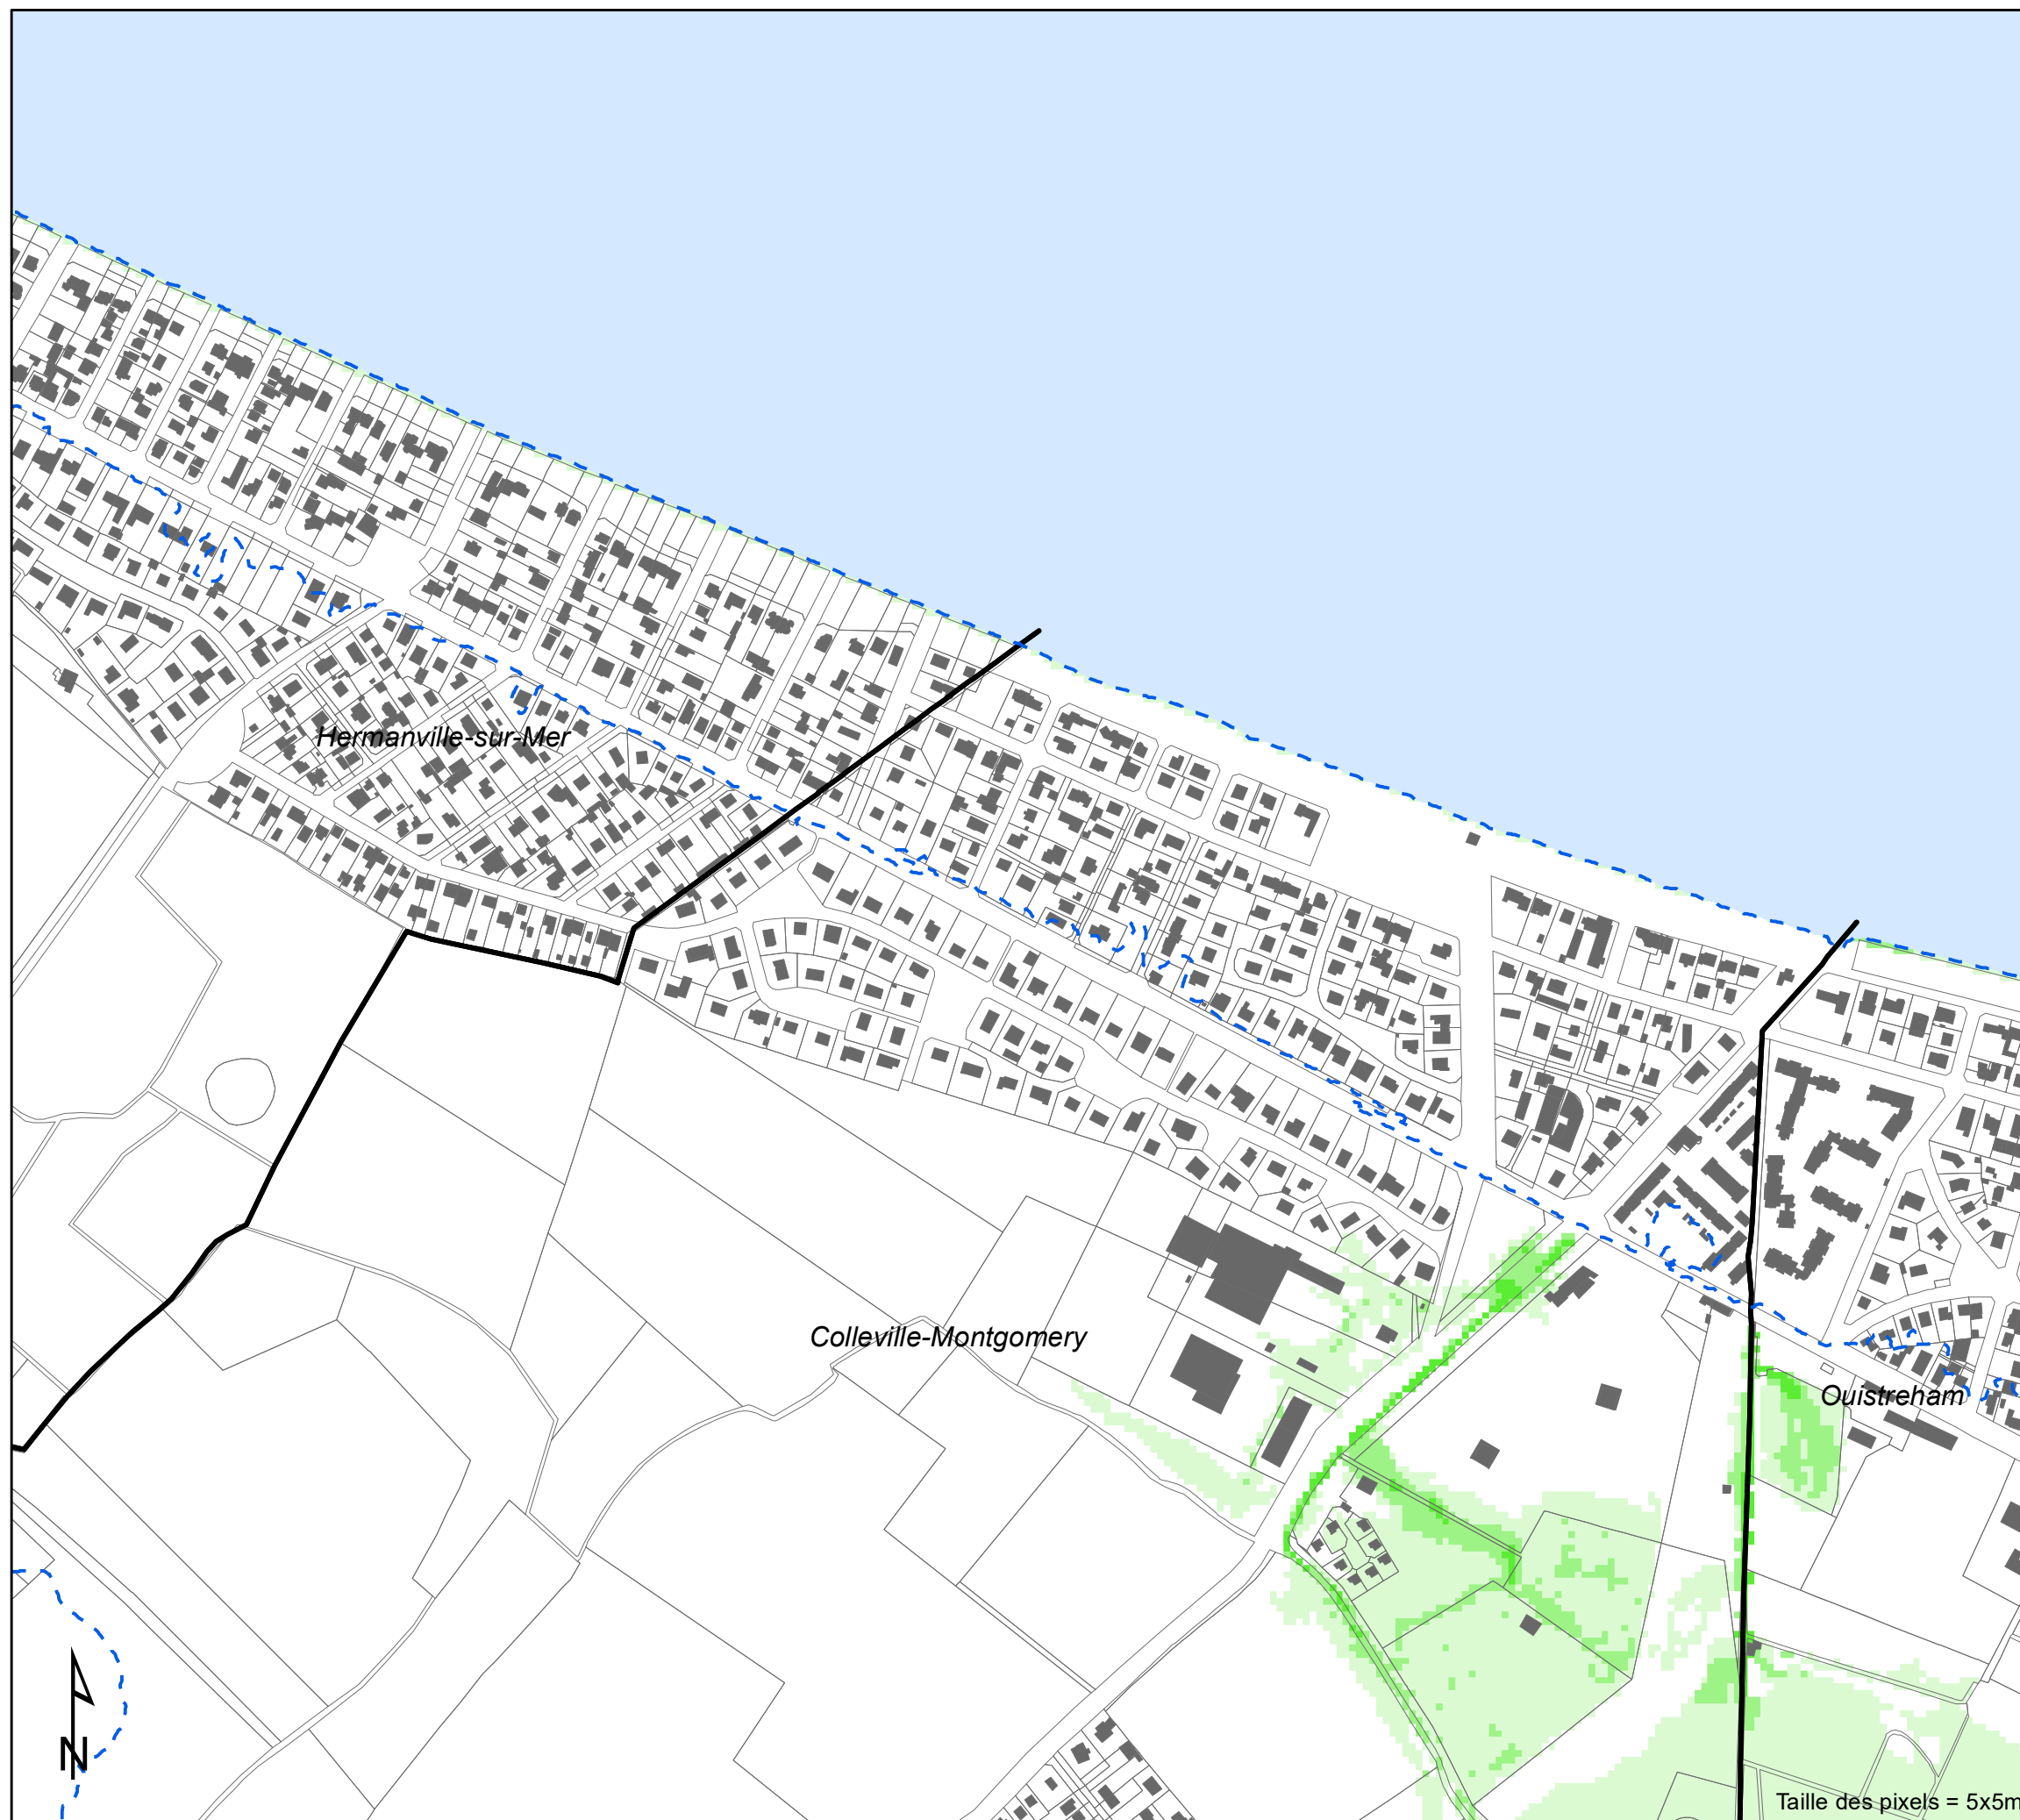 Hermanville-sur-Mer
Colleville-Montgomery
Ouistreham
N
Taille des pixels = 5x5m